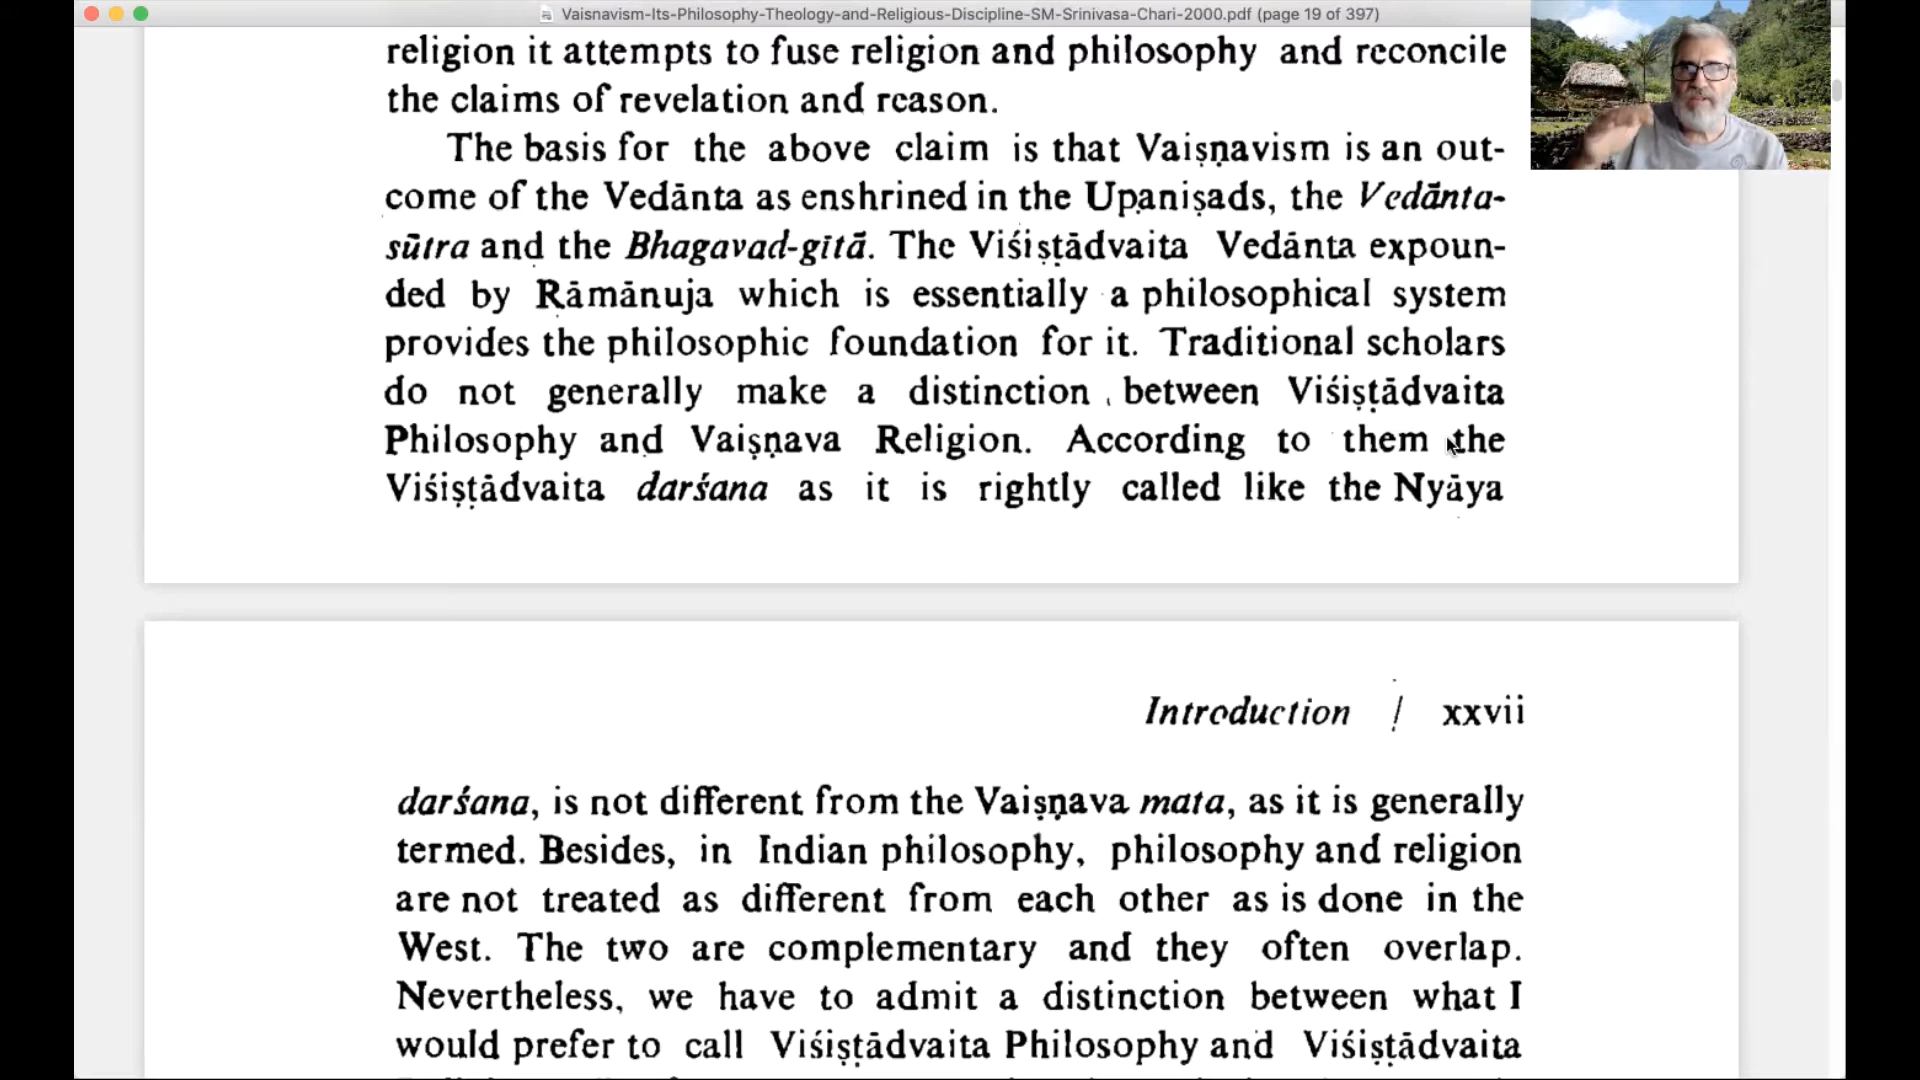 Vaisnavism-Its-Philosophy-Theology-and-Religious-Discipline-SM-Srinivasa-Chari-2000.pdf (page 19 of 397)
religion it attempts to fuse religion and philosophy and reconcile
the claims of revelation and reason.
The basis for the above claim is that Vaiṣṇavism is an out-
come of the Vedānta as enshrined in the Upaniṣads, the Vedānta-
sūtra and the Bhagavad-gītā. The Viśiṣṭādvaita Vedānta expoun-
ded by Rāmānuja which is essentially a philosophical system
provides the philosophic foundation for it. Traditional scholars
do not generally make a distinction between Viśiṣṭādvaita
Philosophy and Vaiṣṇava Religion. According to them the
Viśiṣṭādvaita darśana as it is rightly called like the Nyāya
Introduction / xxvii
darśana, is not different from the Vaiṣṇava mata, as it is generally
termed. Besides, in Indian philosophy, philosophy and religion
are not treated as different from each other as is done in the
West. The two are complementary and they often overlap.
Nevertheless, we have to admit a distinction between what I
would prefer to call Viśiṣṭādvaita Philosophy and Viśiṣṭādvaita